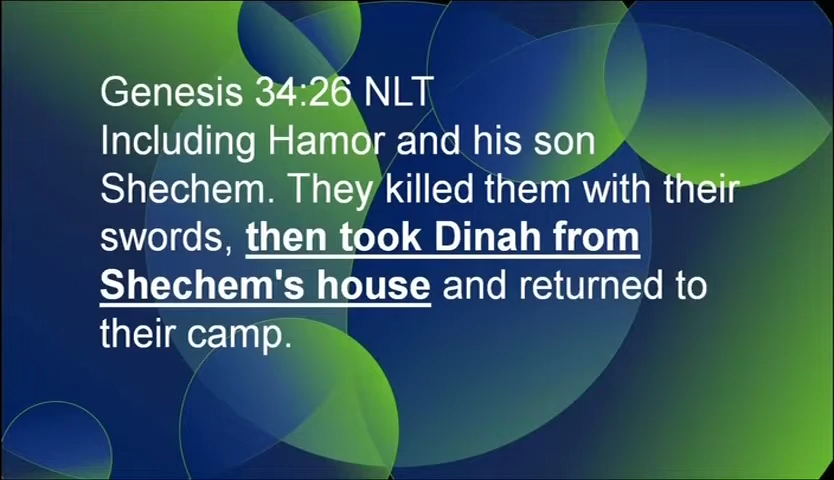 Genesis 34:26 NLT
Including Hamor and his son
Shechem. They killed them with their
swords, then took Dinah from
Shechem's house and returned to
their camp.